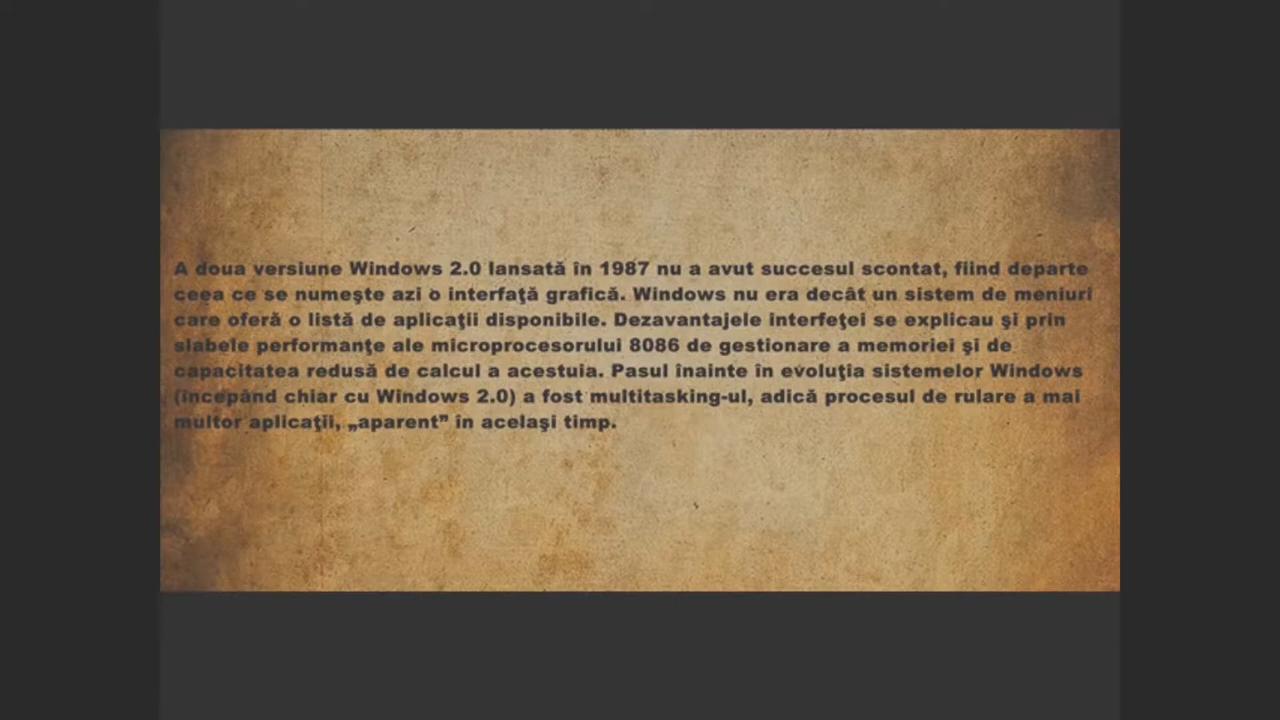 A doua versiune Windows 2.0 lansată în 1987 nu a avut succesul scontat, fiind departe
ceea ce se numeşte azi o interfaţă grafică. Windows nu era decât un sistem de meniuri
care oferă o listă de aplicaţii disponibile. Dezavantajele interfeţei se explicau şi prin
slabele performanţe ale microprocesorului 8086 de gestionare a memoriei şi de
capacitatea redusă de calcul a acestuia. Pasul înainte în evoluţia sistemelor Windows
(începând chiar cu Windows 2.0) a fost multitasking-ul, adică procesul de rulare a mai
multor aplicaţii, „aparent” în acelaşi timp.